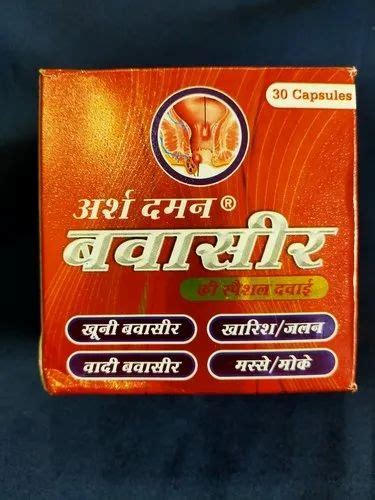 30 Capsules
अर्श दमन®
बवासीर
की स्पैशल दवाई
खूनी बवासीर
खारिश/जलन
वादी बवासीर
मस्से/मोके